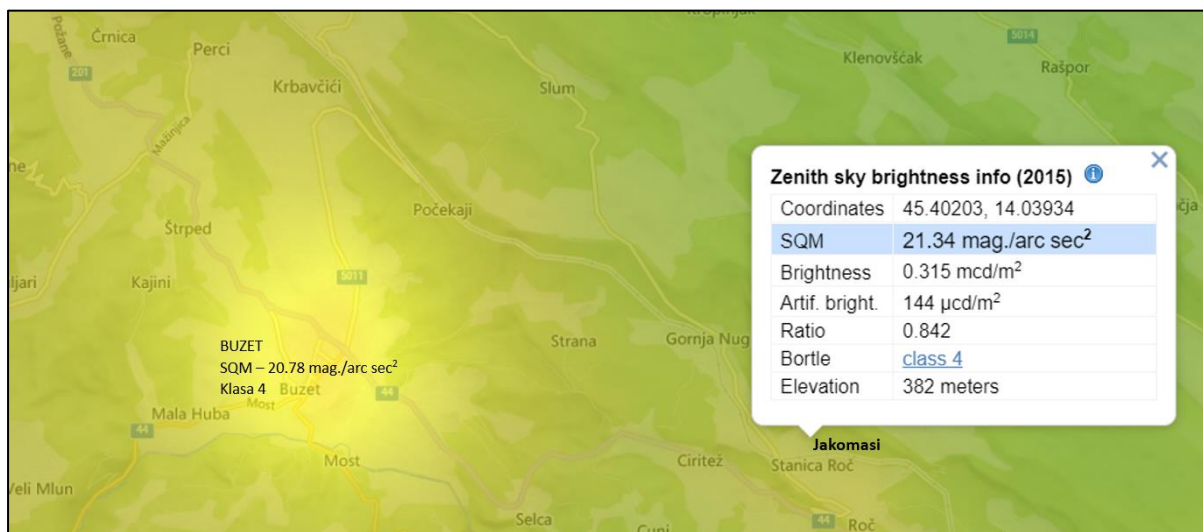 Črnica
Požane
Perci
201
Krbavčići
Mažinjica
Slum
Klenovšćak
5014
Rašpor
Počekaji
Štrped
Kajini
5011
Strana
Gornja Nug
BUZET
SQM – 20.78 mag./arc sec²
Klasa 4
Buzet
Most
Mala Huba
44
44
Most
Veli Mlun
Selca
Ciritež
Stanica Roč
44
Roč
Zenith sky brightness info (2015)
Coordinates 45.40203, 14.03934
SQM 21.34 mag./arc sec²
Brightness 0.315 mcd/m²
Artif. bright. 144 μcd/m²
Ratio 0.842
Bortle class 4
Elevation 382 meters
Jakomasi